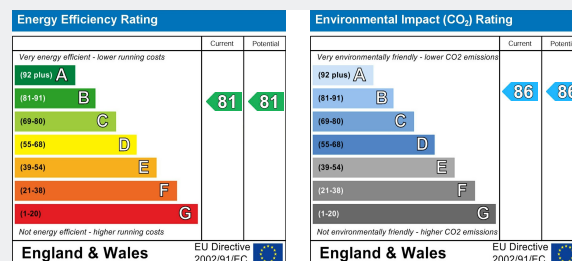 Energy Efficiency Rating
Current Potential
Very energy efficient - lower running costs
(92 plus) A
(81-91) B
81 81
(69-80) C
(55-68) D
(39-54) E
(21-38) F
(1-20) G
Not energy efficient - higher running costs
England & Wales
EU Directive
2002/91/EC
Environmental Impact (CO2) Rating
Current Potential
Very environmentally friendly - lower CO2 emissions
(92 plus) A
(81-91) B
86 86
(69-80) C
(55-68) D
(39-54) E
(21-38) F
(1-20) G
Not environmentally friendly - higher CO2 emissions
England & Wales
EU Directive
2002/91/EC